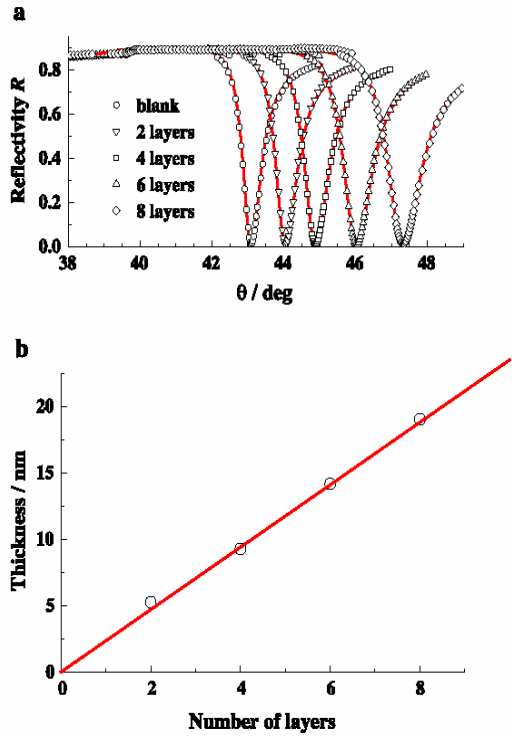 a
Reflectivity R
0.8
0.6
0.4
0.2
0.0
blank
2 layers
4 layers
6 layers
8 layers
38 40 42 44 46 48
θ / deg
b
Thickness / nm
20
15
10
5
0
0 2 4 6 8
Number of layers